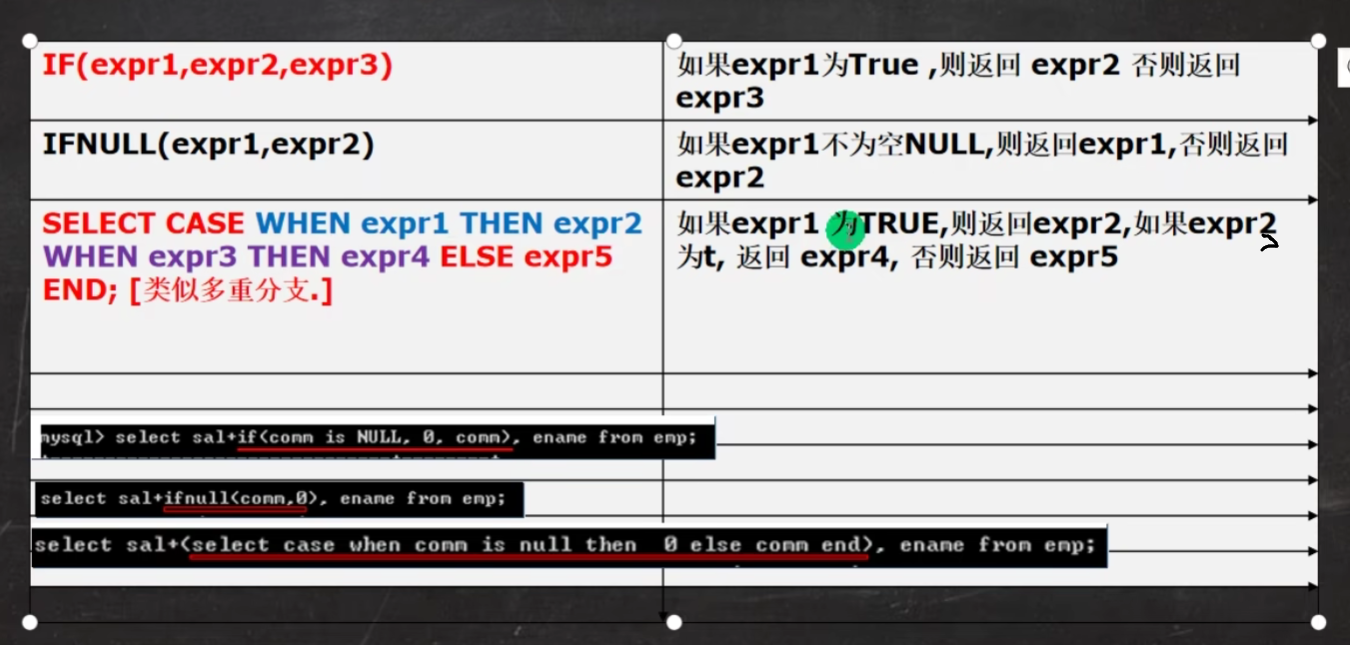 IF(expr1,expr2,expr3)
如果expr1为True ,则返回 expr2 否则返回
expr3
IFNULL(expr1,expr2)
如果expr1不为空NULL,则返回expr1,否则返回
expr2
SELECT CASE WHEN expr1 THEN expr2
WHEN expr3 THEN expr4 ELSE expr5
END; [类似多重分支.]
如果expr1 为TRUE,则返回expr2,如果expr2
为t, 返回 expr4, 否则返回 expr5
mysql> select sal+if(comm is NULL, 0, comm), ename from emp;
select sal+ifnull(comm,0), ename from emp;
select sal+(select case when comm is null then  0 else comm end), ename from emp;